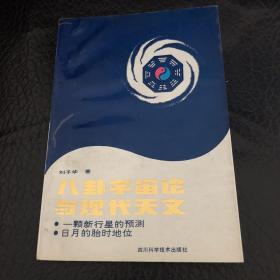 刘子华 著
八卦宇宙论
与现代天文
• 一颗新行星的预测
• 日月的胎时地位
四川科学技术出版社